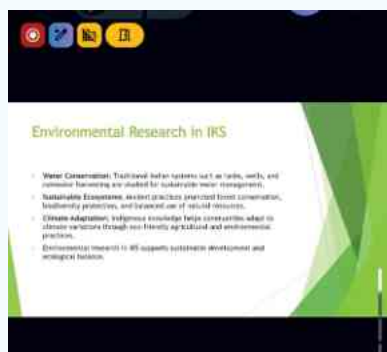 Environmental Research in IKS
Water Conservation: Traditional Indian systems such as tanks, wells, and
rainwater harvesting are studied for sustainable water management.
Sustainable Ecosystems: Ancient practices promoted forest conservation,
biodiversity protection, and balanced use of natural resources.
Climate Adaptation: Indigenous knowledge helps communities adapt to
climate variations through eco-friendly agricultural and environmental
practices.
Environmental research in IKS supports sustainable development and
ecological balance.